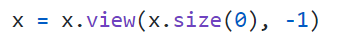 x = x.view(x.size(0), -1)